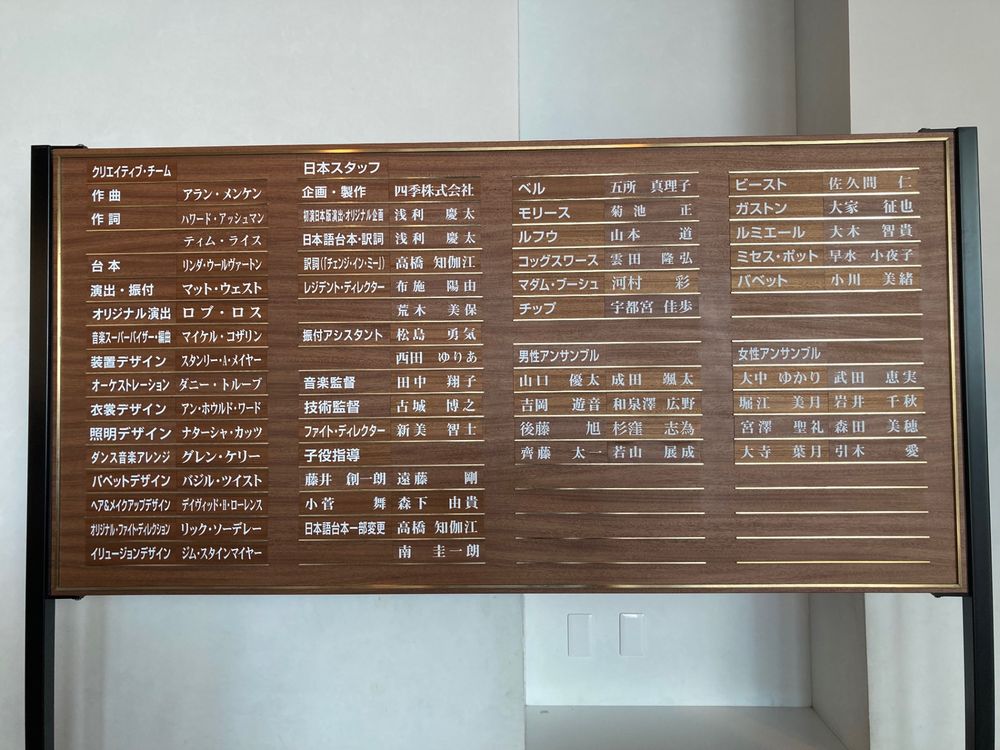 クリエイティブ・チーム
作曲 アラン・メンケン
作詞 ハワード・アッシュマン
ティム・ライス
台本 リンダ・ウールヴァートン
演出・振付 マット・ウェスト
オリジナル演出 ロブ・ロス
音楽スーパーバイザー・編曲 マイケル・コザリン
装置デザイン スタンリー・A・メイヤー
オーケストレーション ダニー・トルーブ
衣裳デザイン アン・ホウルド・ワード
照明デザイン ナターシャ・カッツ
ダンス音楽アレンジ グレン・ケリー
パペットデザイン バジル・ツイスト
ヘア&メイクアップデザイン デイヴィッド・H・ローレンス
オリジナル・ファイト・ディレクション リック・ソーデレー
イリュージョンデザイン ジム・スタインマイヤー
日本スタッフ
企画・製作 四季株式会社
初演日本版演出・オリジナル企画 浅利 慶太
日本語台本・訳詞 浅利 慶太
訳詞(「チェンジ・イン・ミー」) 高橋 知伽江
レジデント・ディレクター 布施 陽由
荒木 美保
振付アシスタント 松島 勇気
西田 ゆりあ
音楽監督 田中 翔子
技術監督 古城 博之
ファイト・ディレクター 新美 智士
子役指導
藤井 創一朗 遠藤 剛
小菅 舞 森下 由貴
日本語台本一部変更 高橋 知伽江
南 圭一朗
ベル 五所 真理子
モリース 菊池 正
ルフウ 山本 道
コッグスワース 雲田 隆弘
マダム・ブーシュ 河村 彩
チップ 宇都宮 佳歩
男性アンサンブル
山口 優太 成田 颯太
吉岡 遊音 和泉澤 広野
後藤 旭 杉窪 志為
齊藤 太一 若山 展成
ビースト 佐久間 仁
ガストン 大家 征也
ルミエール 大木 智貴
ミセス・ポット 早水 小夜子
バベット 小川 美緒
女性アンサンブル
大中 ゆかり 武田 恵実
堀江 美月 岩井 千秋
宮澤 聖礼 森田 美穂
大寺 葉月 引木 愛